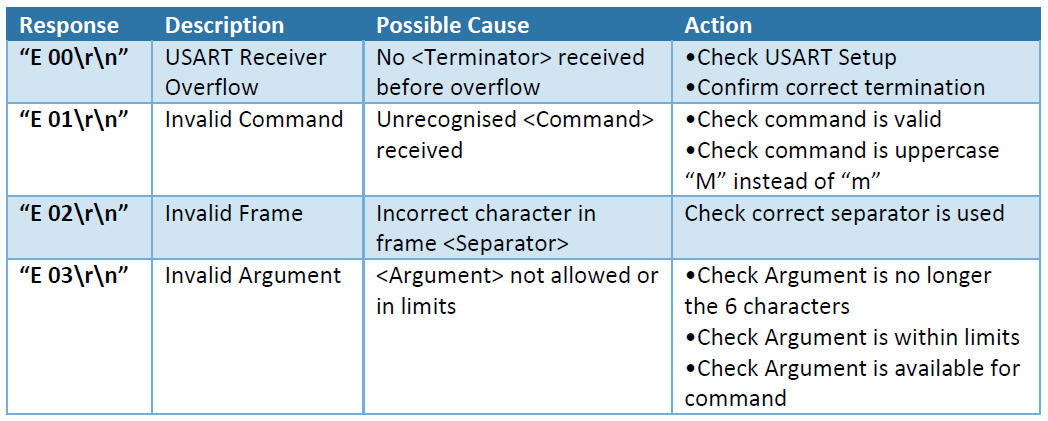 Response Description Possible Cause Action
“E 00\r\n” USART Receiver Overflow No <Terminator> received before overflow •Check USART Setup •Confirm correct termination
“E 01\r\n” Invalid Command Unrecognised <Command> received •Check command is valid •Check command is uppercase “M” instead of “m”
“E 02\r\n” Invalid Frame Incorrect character in frame <Separator> Check correct separator is used
“E 03\r\n” Invalid Argument <Argument> not allowed or in limits •Check Argument is no longer the 6 characters •Check Argument is within limits •Check Argument is available for command